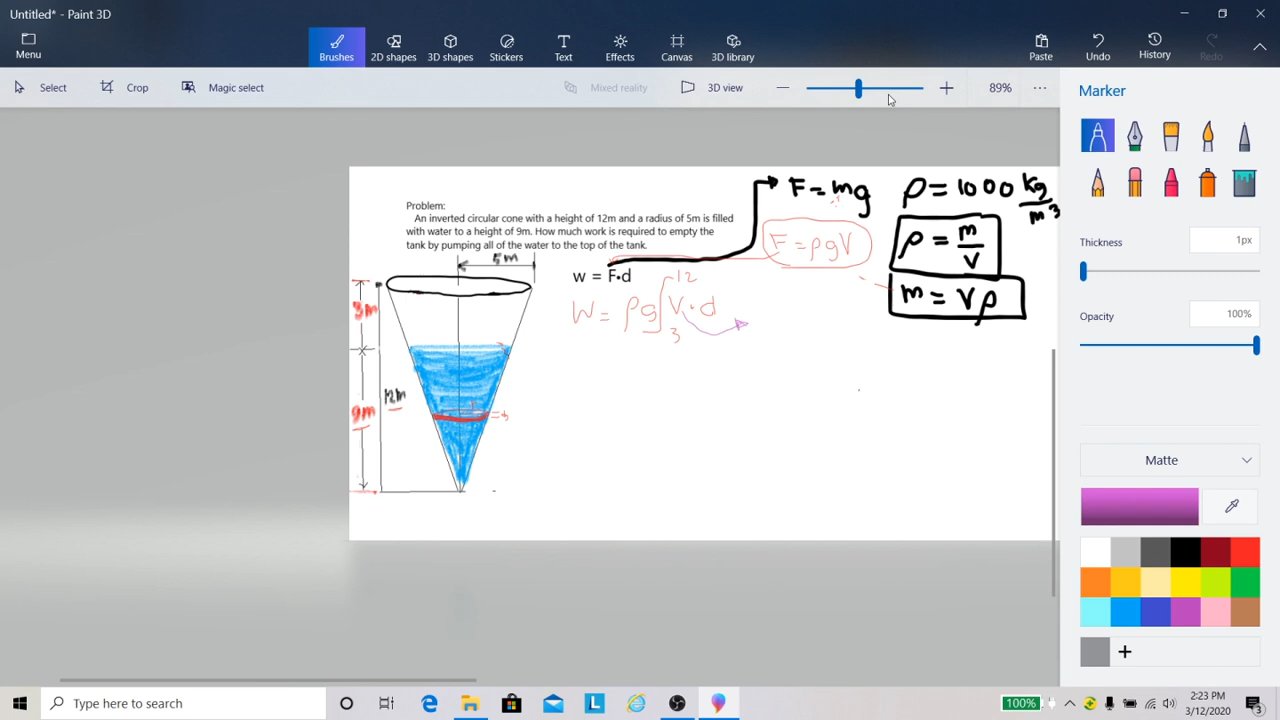 Untitled* - Paint 3D
Menu
Brushes
2D shapes
3D shapes
Stickers
Text
Effects
Canvas
3D library
Paste
Undo
History
Redo
Select
Crop
Magic select
Mixed reality
3D view
89%
Marker
Thickness
1px
Opacity
100%
Matte
Problem:
An inverted circular cone with a height of 12m and a radius of 5m is filled
with water to a height of 9m. How much work is required to empty the
tank by pumping all of the water to the top of the tank.
5m
3m
12m
9m
w = F·d
W = ρg∫ V·d
12
3
F = mg
F = ρgV
ρ = 1000 kg/m³
ρ = m/V
m = Vρ
Type here to search
100%
2:23 PM
3/12/2020
3